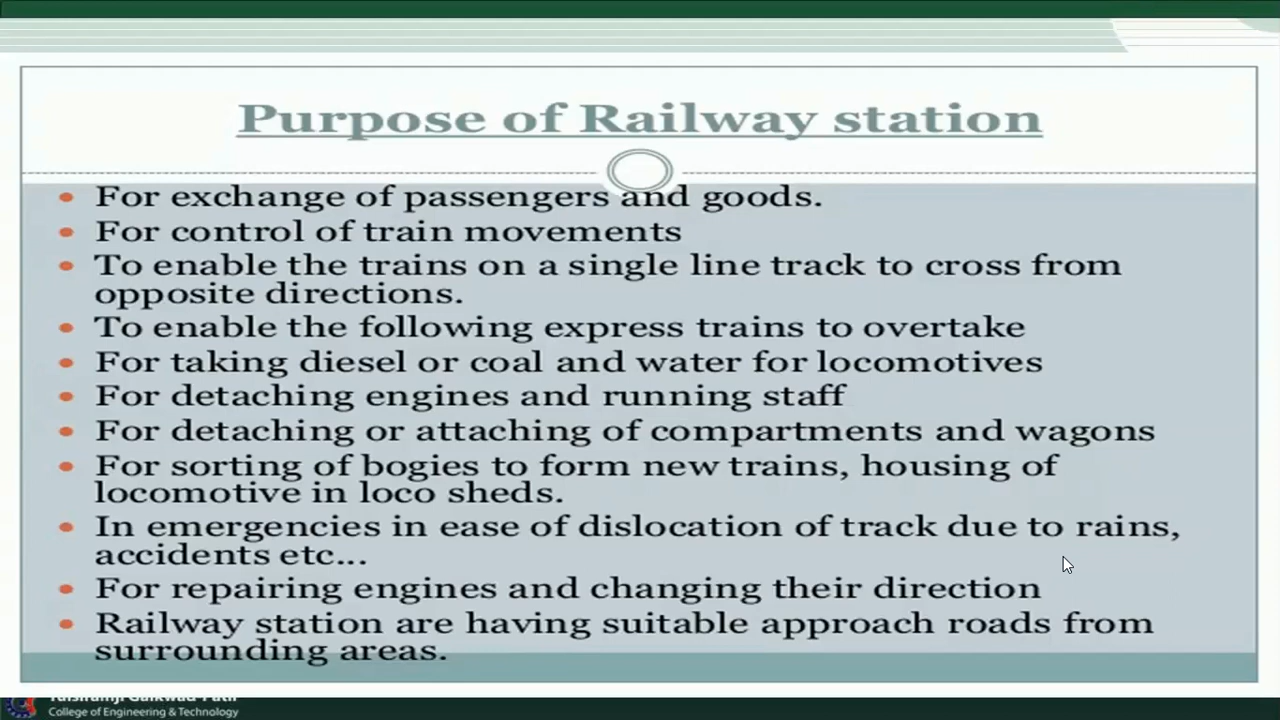 Purpose of Railway station
For exchange of passengers and goods.
For control of train movements
To enable the trains on a single line track to cross from
opposite directions.
To enable the following express trains to overtake
For taking diesel or coal and water for locomotives
For detaching engines and running staff
For detaching or attaching of compartments and wagons
For sorting of bogies to form new trains, housing of
locomotive in loco sheds.
In emergencies in ease of dislocation of track due to rains,
accidents etc...
For repairing engines and changing their direction
Railway station are having suitable approach roads from
surrounding areas.
College of Engineering & Technology